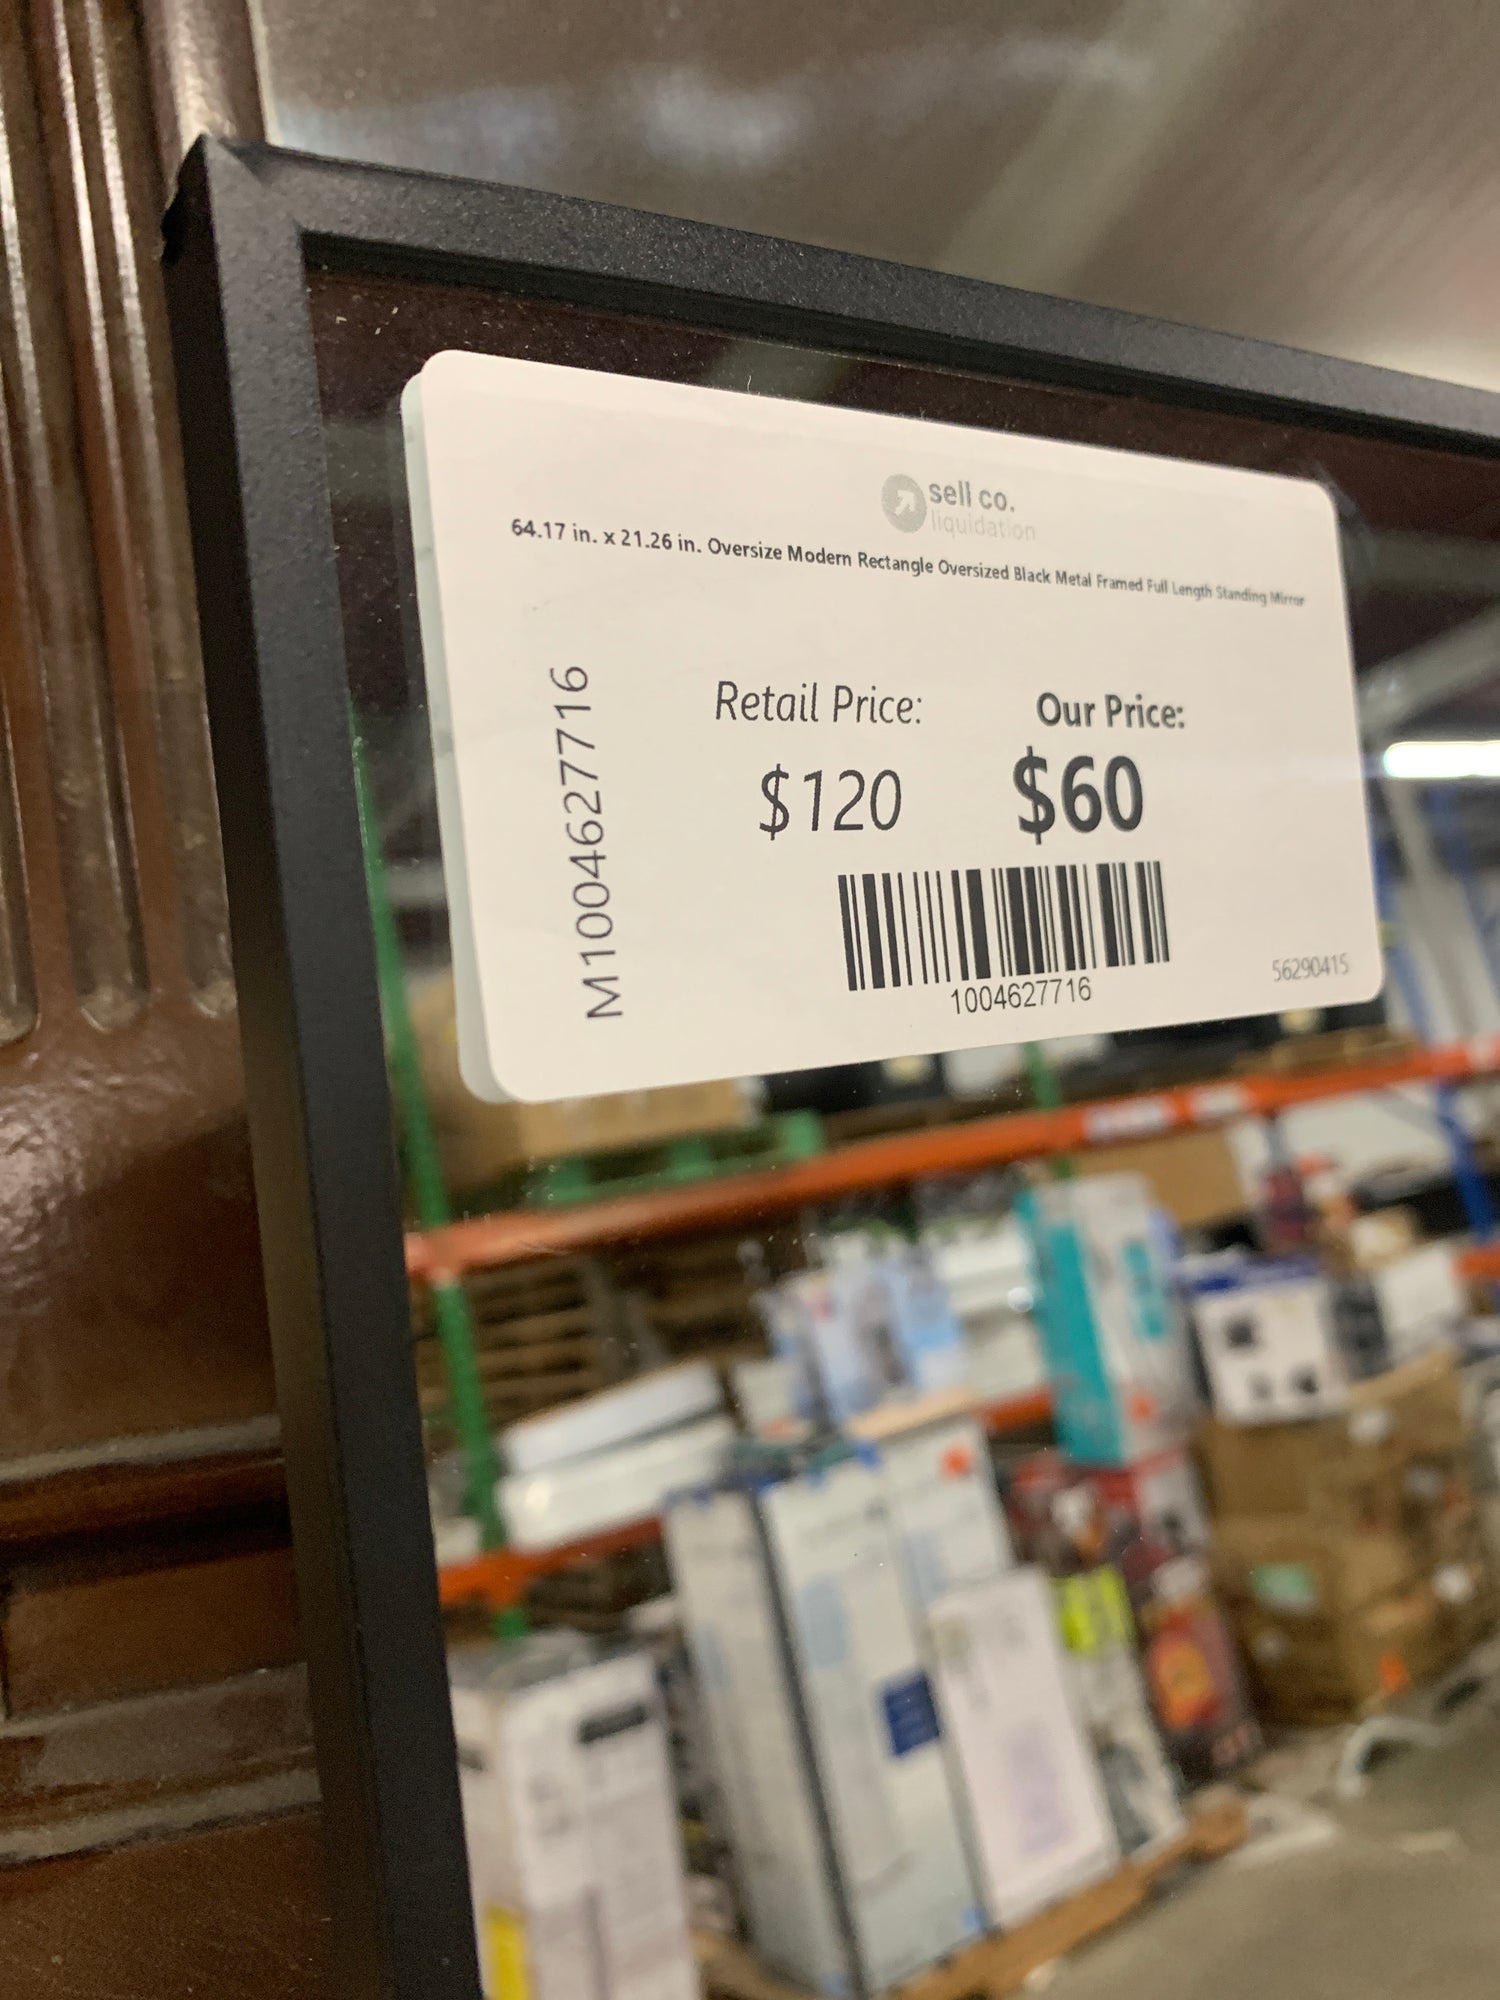 sell co.
liquidation
64.17 in. x 21.26 in. Oversize Modern Rectangle Oversized Black Metal Framed Full Length Standing Mirror
M1004627716
Retail Price:
Our Price:
$120
$60
1004627716
56290415